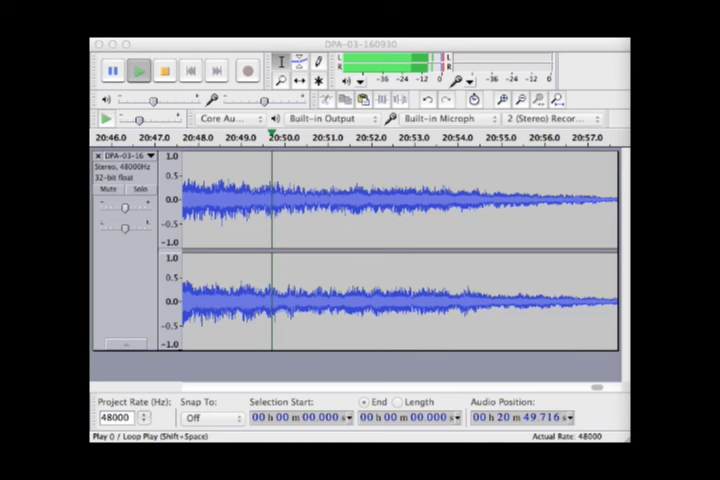 DPA-03-160930
L
R
-36 -24 -12 0
L
R
-36 -24 -12 0
Core Au... Built-in Output Built-in Microph 2 (Stereo) Recor...
20:46.0 20:47.0 20:48.0 20:49.0 20:50.0 20:51.0 20:52.0 20:53.0 20:54.0 20:55.0 20:56.0 20:57.0
DPA-03-16
Stereo, 48000Hz
32-bit float
Mute Solo
- +
L R
1.0
0.5
0.0
-0.5
-1.0
1.0
0.5
0.0
-0.5
-1.0
Project Rate (Hz): Snap To: Selection Start: End Length Audio Position:
48000 Off 00 h 00 m 00.000 s 00 h 00 m 00.000 s 00 h 20 m 49.716 s
Play () / Loop Play (Shift+Space) Actual Rate: 48000